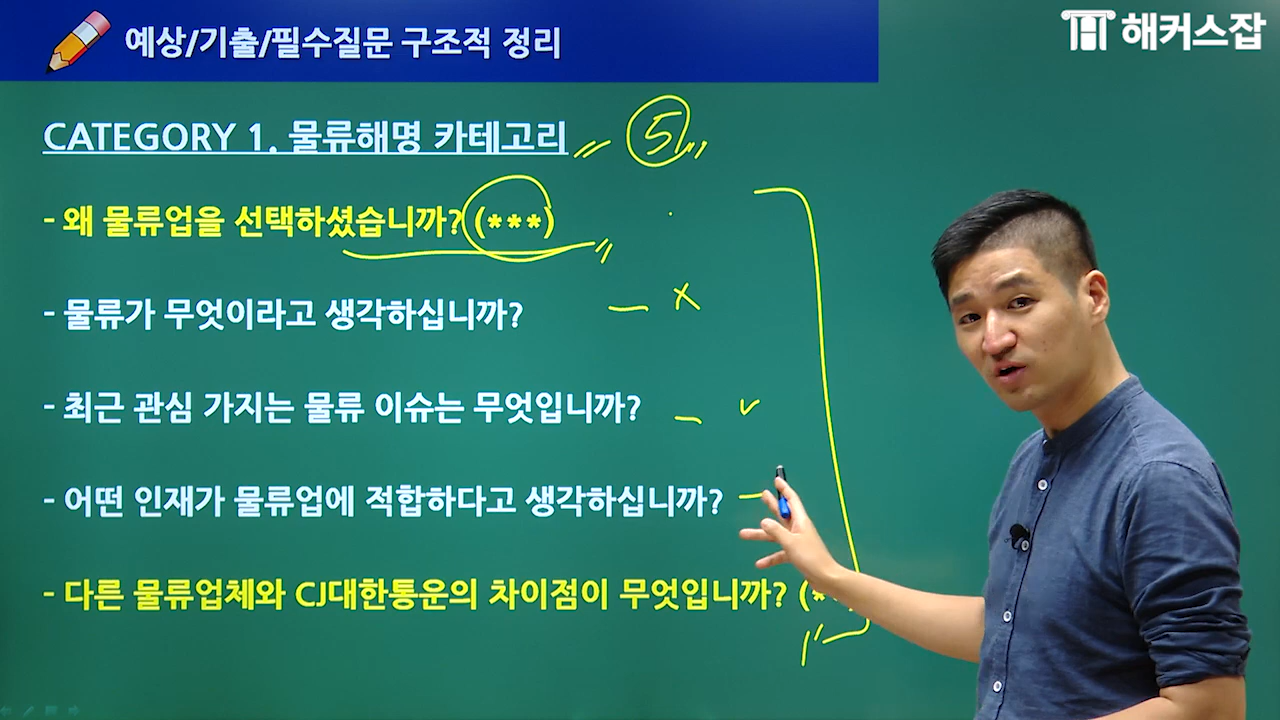 예상/기출/필수질문 구조적 정리
해커스잡
CATEGORY 1. 물류해명 카테고리
5
- 왜 물류업을 선택하셨습니까? (***)
- 물류가 무엇이라고 생각하십니까?
- 최근 관심 가지는 물류 이슈는 무엇입니까?
- 어떤 인재가 물류업에 적합하다고 생각하십니까?
- 다른 물류업체와 CJ대한통운의 차이점이 무엇입니까?